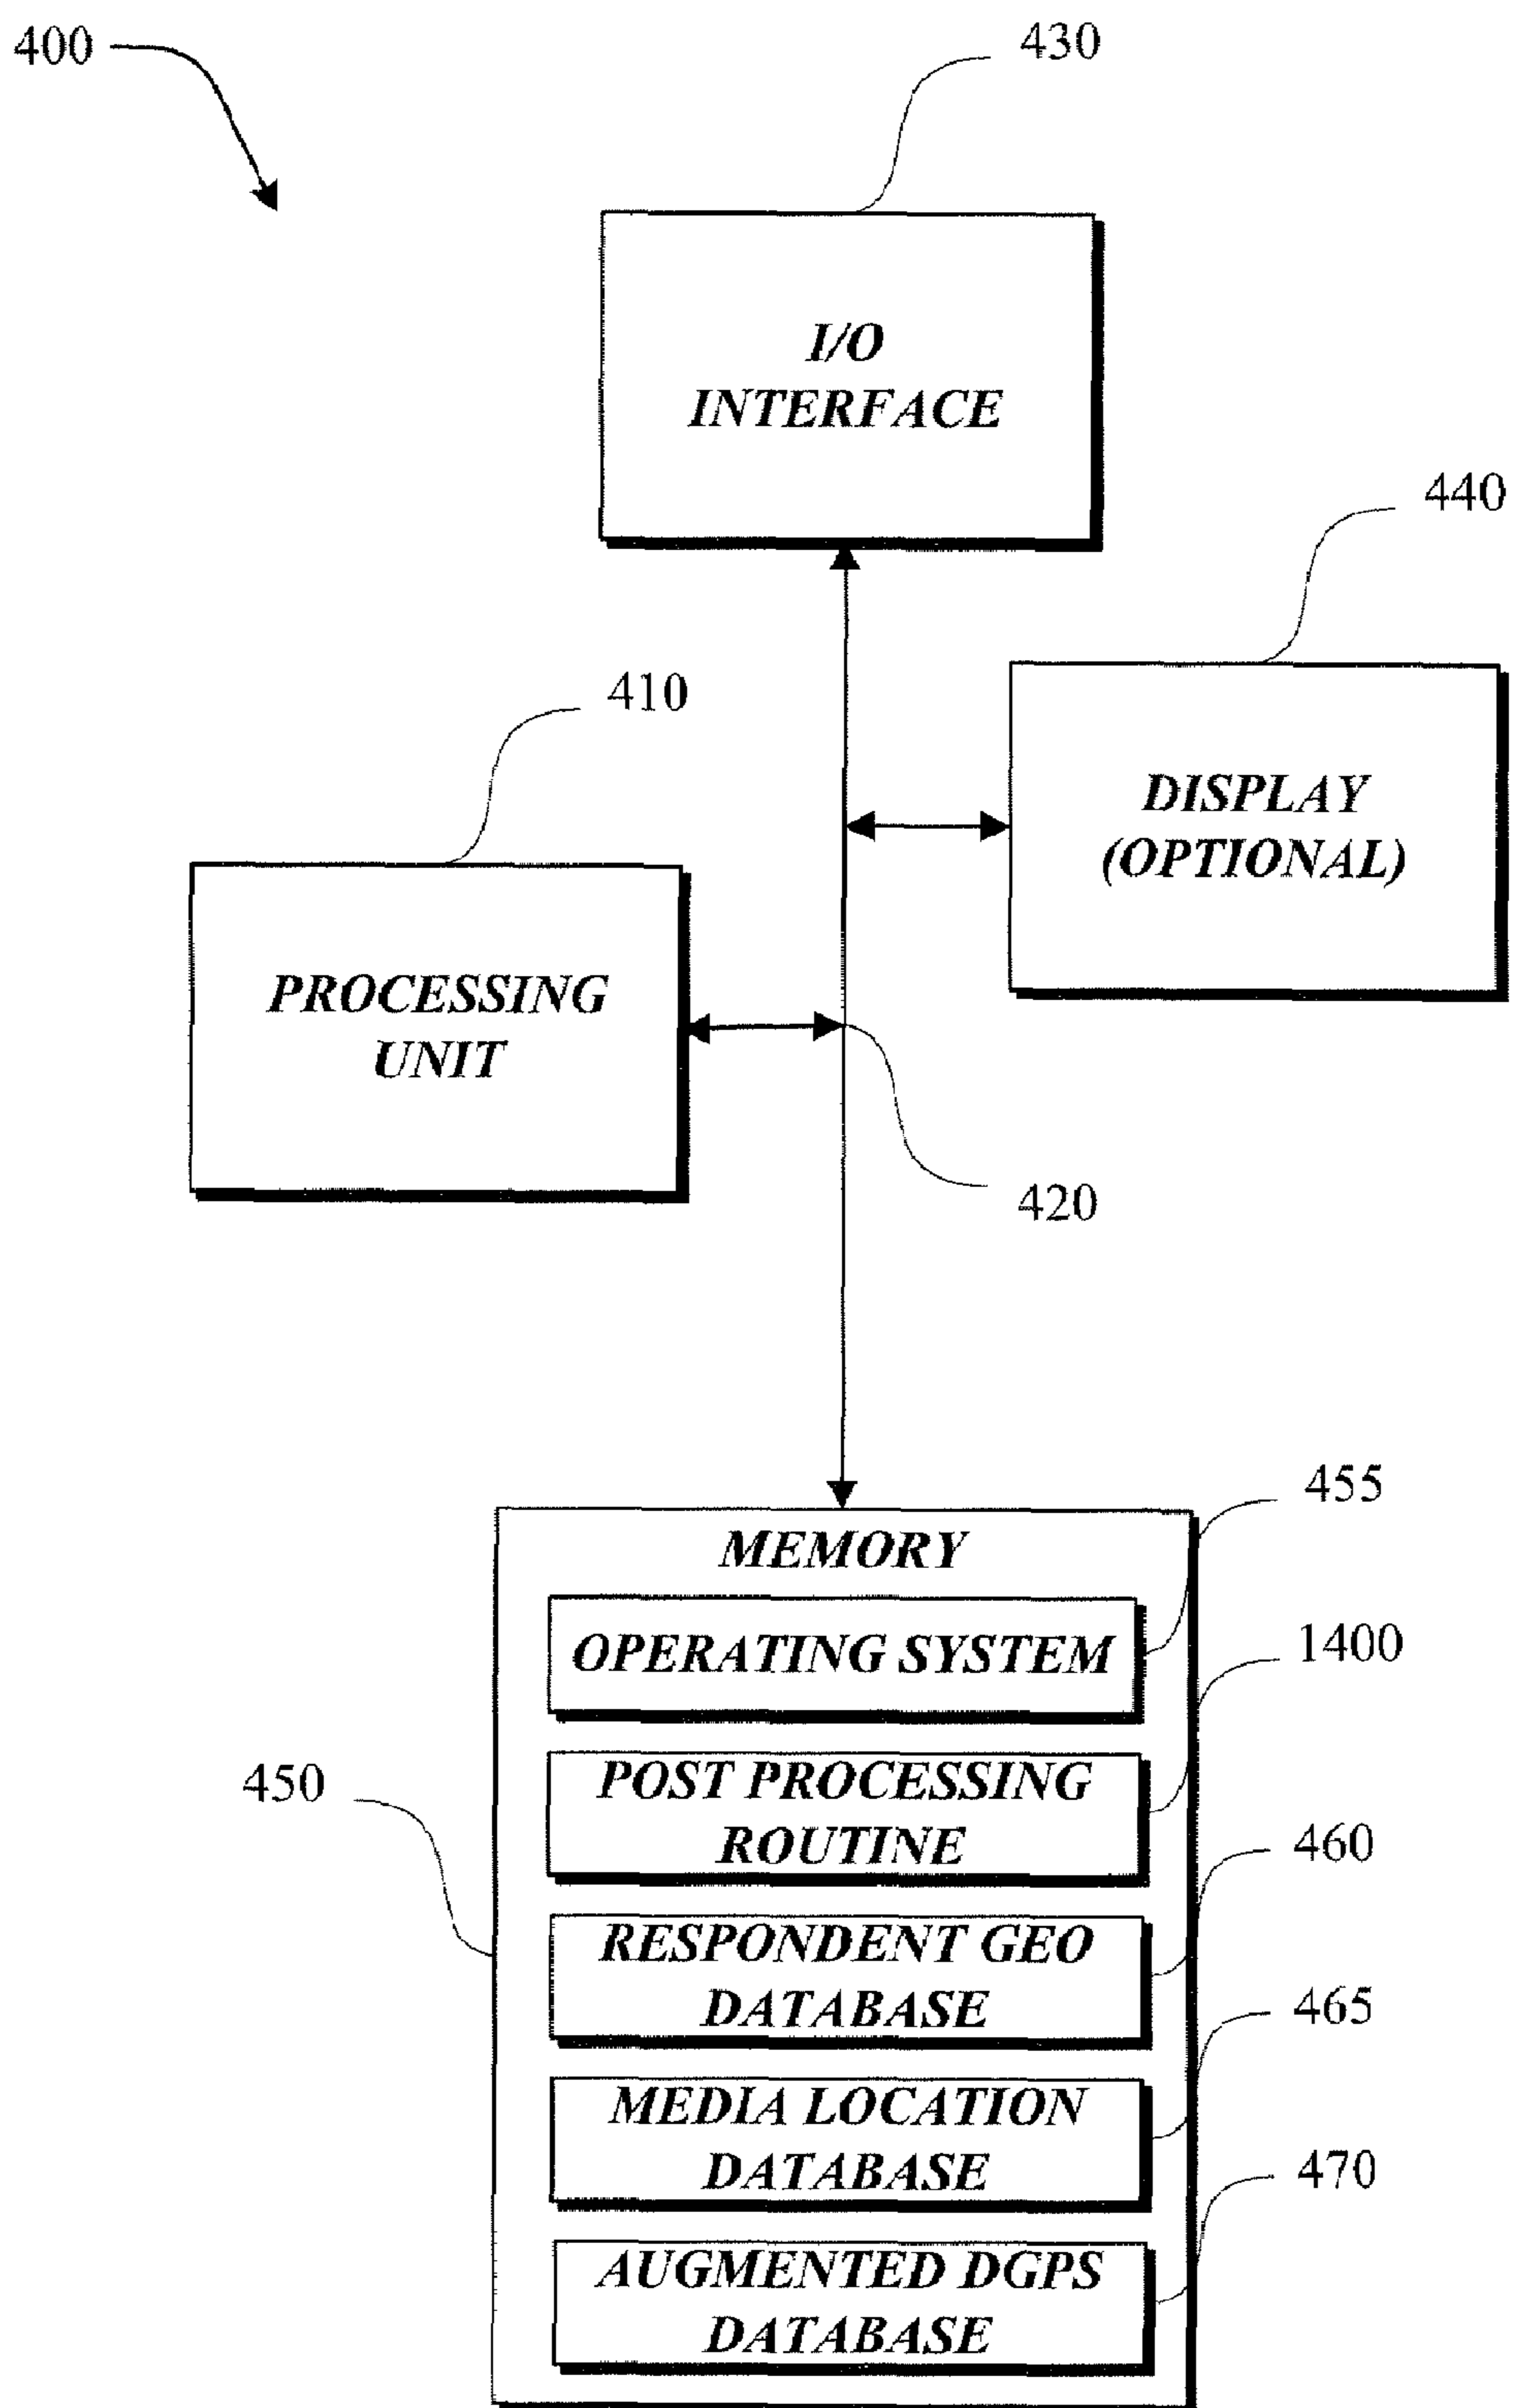 400
430
I/O
INTERFACE
440
410
DISPLAY
(OPTIONAL)
PROCESSING
UNIT
420
455
MEMORY
OPERATING SYSTEM
1400
POST PROCESSING
ROUTINE
450
460
RESPONDENT GEO
DATABASE
465
MEDIA LOCATION
DATABASE
470
AUGMENTED DGPS
DATABASE